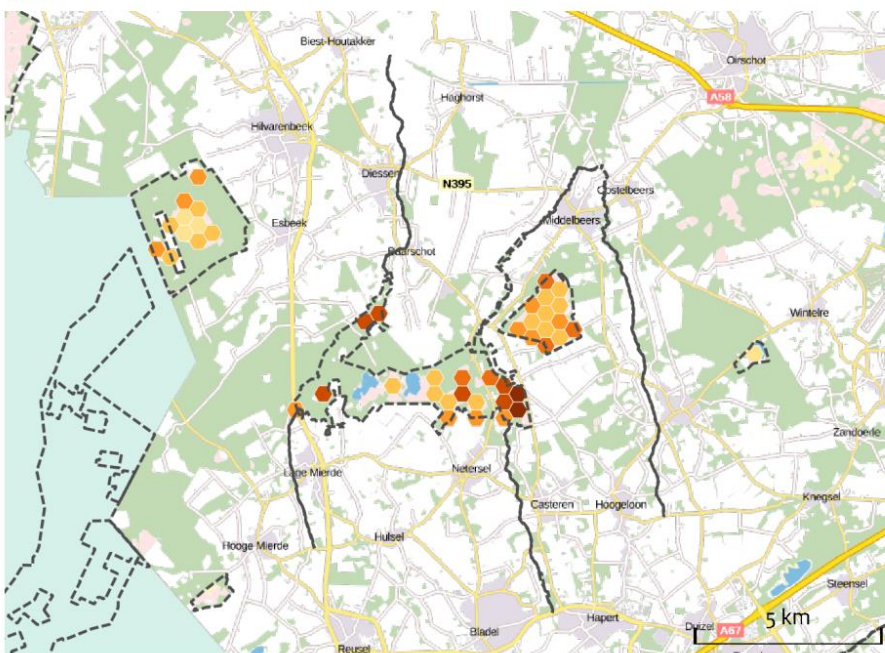 Biest-Houtakker
Oirschot
A58
Haghorst
Hilvarenbeek
Diessen
N395
Oostelbeers
Middelbeers
Esbeek
Baarschot
Wintelre
Zandoerle
Lage Mierde
Netersel
Casteren
Hoogeloon
Knegsel
Hooge Mierde
Hulsel
Steensel
Bladel
Hapert
Duizel
5 km
A67
Reusel